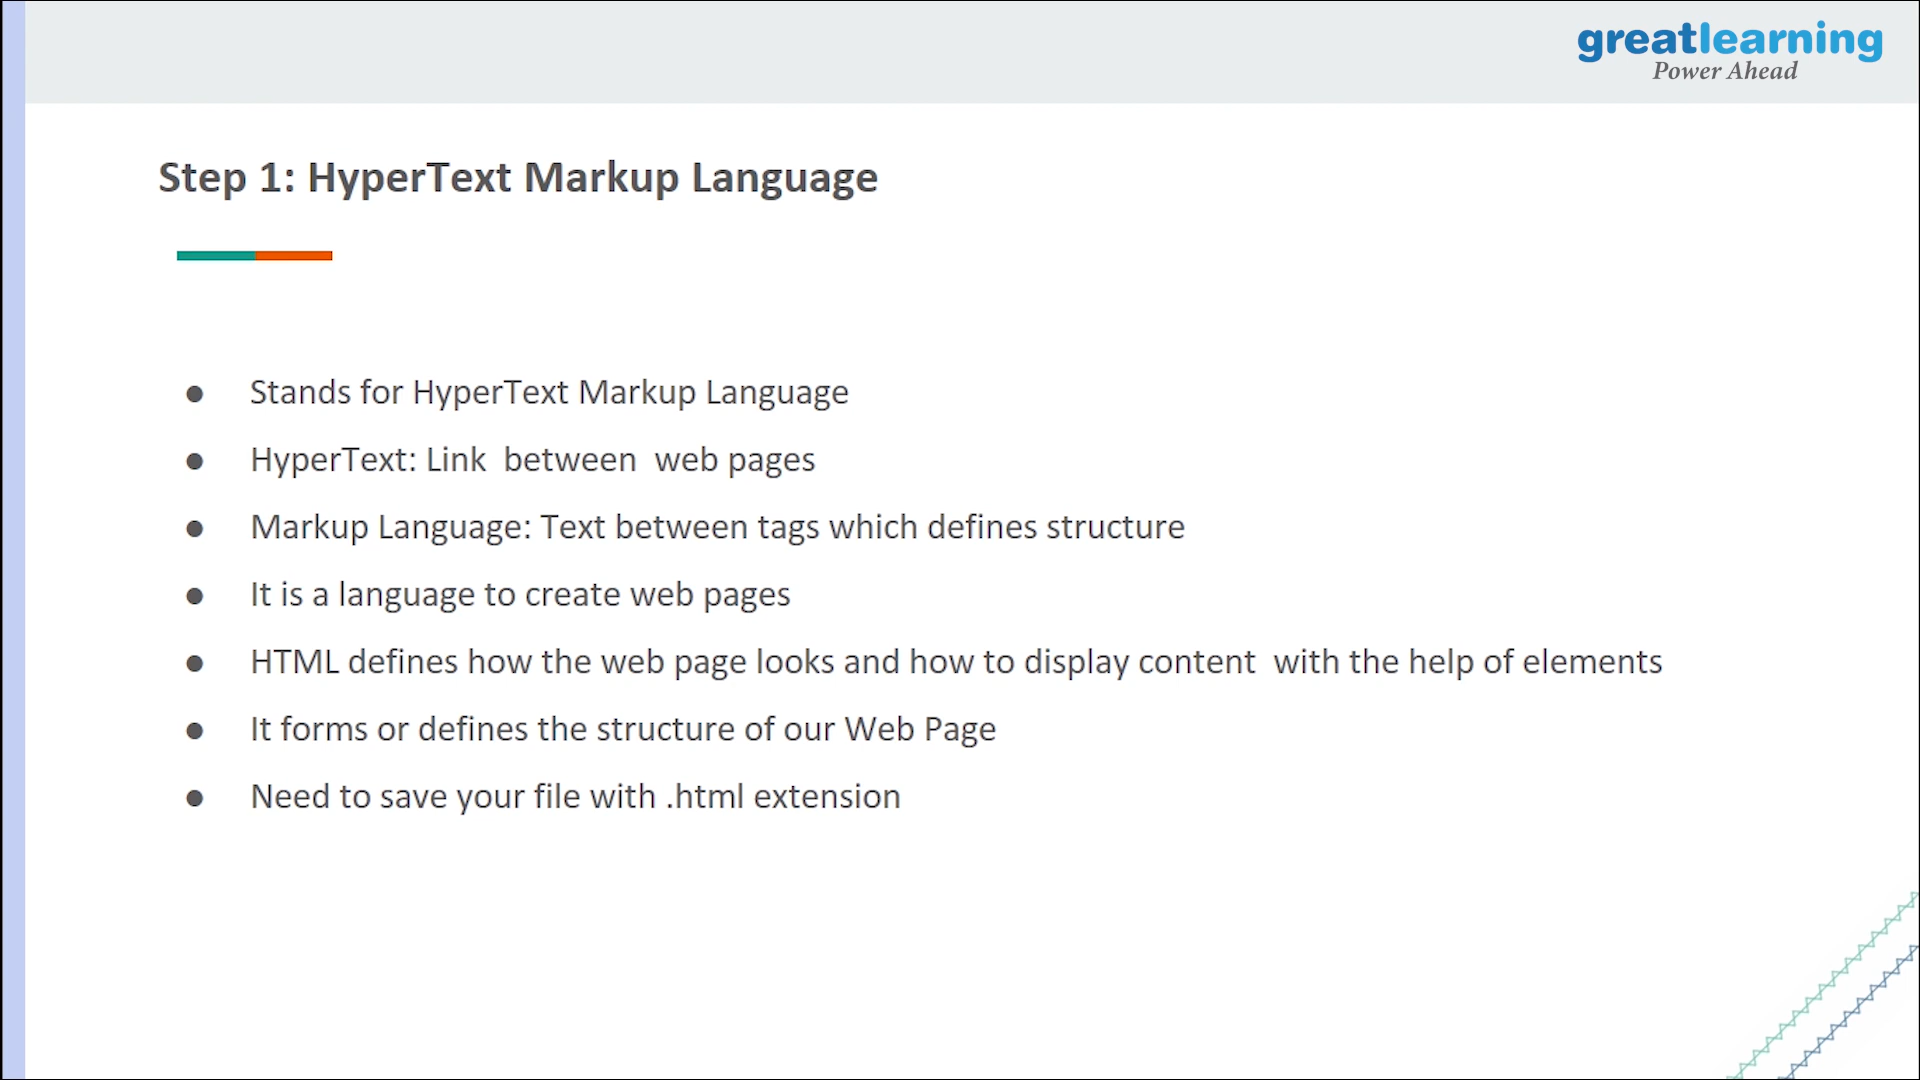 greatlearning
Power Ahead
Step 1: HyperText Markup Language
● Stands for HyperText Markup Language
● HyperText: Link  between  web pages
● Markup Language: Text between tags which defines structure
● It is a language to create web pages
● HTML defines how the web page looks and how to display content  with the help of elements
● It forms or defines the structure of our Web Page
● Need to save your file with .html extension